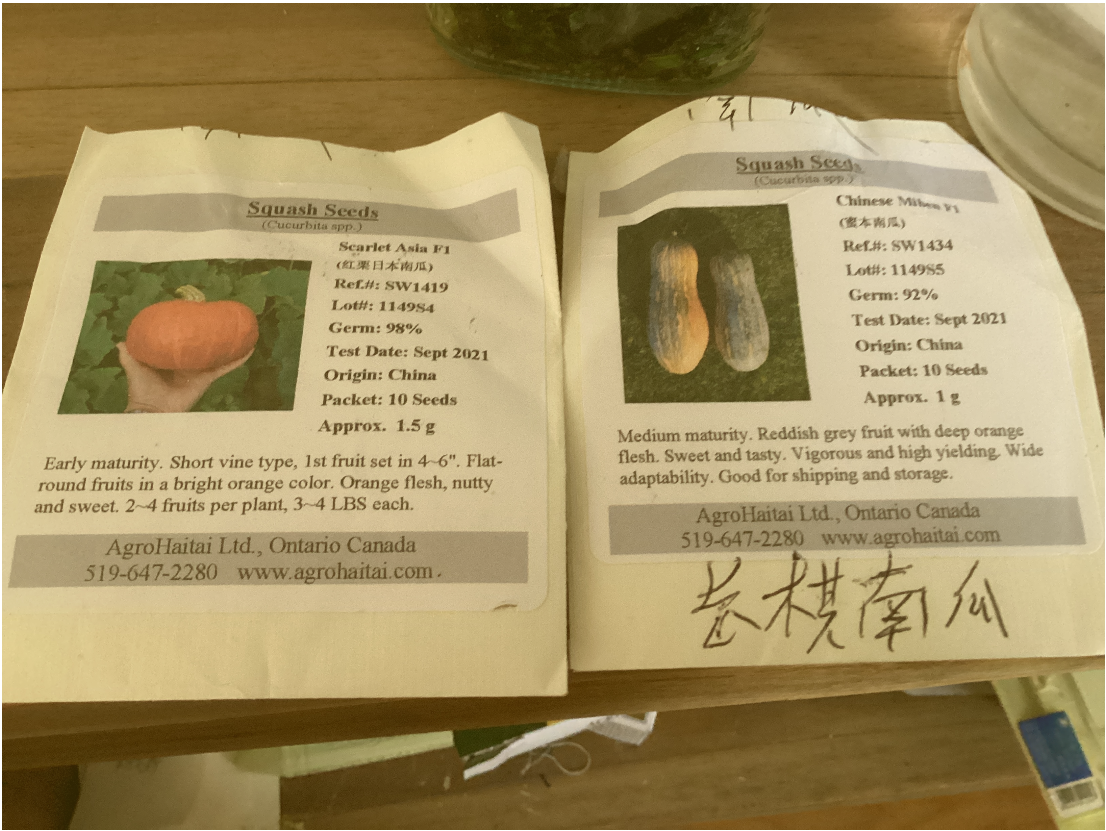 Squash Seeds
(Cucurbita spp.)
Scarlet Asia F1
(紅栗日本南瓜)
Ref.#: SW1419
Lot#: 1149S4
Germ: 98%
Test Date: Sept 2021
Origin: China
Packet: 10 Seeds
Approx. 1.5 g
Early maturity. Short vine type, 1st fruit set in 4~6". Flat-
round fruits in a bright orange color. Orange flesh, nutty
and sweet. 2~4 fruits per plant, 3~4 LBS each.
AgroHaitai Ltd., Ontario Canada
519-647-2280 www.agrohaitai.com
Squash Seeds
(Cucurbita spp.)
Chinese Miben F1
(蜜本南瓜)
Ref.#: SW1434
Lot#: 1149S5
Germ: 92%
Test Date: Sept 2021
Origin: China
Packet: 10 Seeds
Approx. 1 g
Medium maturity. Reddish grey fruit with deep orange
flesh. Sweet and tasty. Vigorous and high yielding. Wide
adaptability. Good for shipping and storage.
AgroHaitai Ltd., Ontario Canada
519-647-2280 www.agrohaitai.com
南瓜